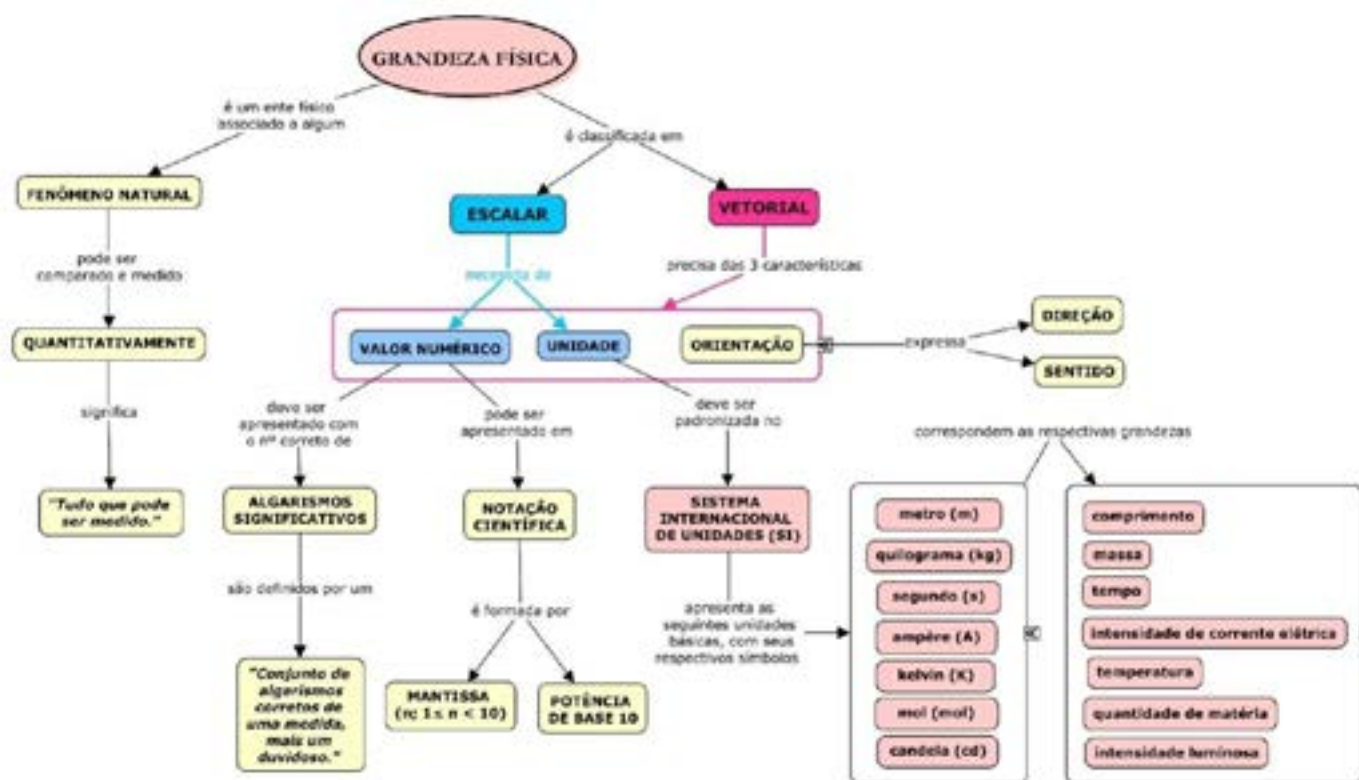 GRANDEZA FÍSICA
é um ente físico
associado a algum
é classificada em
FENÔMENO NATURAL
ESCALAR
VETORIAL
pode ser
comparado e medido
necessita de
precisa das 3 características
QUANTITATIVAMENTE
VALOR NUMÉRICO
UNIDADE
ORIENTAÇÃO
expressa
DIREÇÃO
SENTIDO
significa
deve ser
apresentado com
o nº correto de
pode ser
apresentado em
deve ser
padronizada no
correspondem as respectivas grandezas
"Tudo que pode
ser medido."
ALGARISMOS
SIGNIFICATIVOS
NOTAÇÃO
CIENTÍFICA
SISTEMA
INTERNACIONAL
DE UNIDADES (SI)
são definidos por um
é formada por
apresenta as
seguintes unidades
básicas, com seus
respectivos símbolos
"Conjunto de
algarismos
corretos de
uma medida,
mais um
duvidoso."
MANTISSA
(n; 1 ≤ n < 10)
POTÊNCIA
DE BASE 10
metro (m)
quilograma (kg)
segundo (s)
ampère (A)
kelvin (K)
mol (mol)
candela (cd)
comprimento
massa
tempo
intensidade de corrente elétrica
temperatura
quantidade de matéria
intensidade luminosa